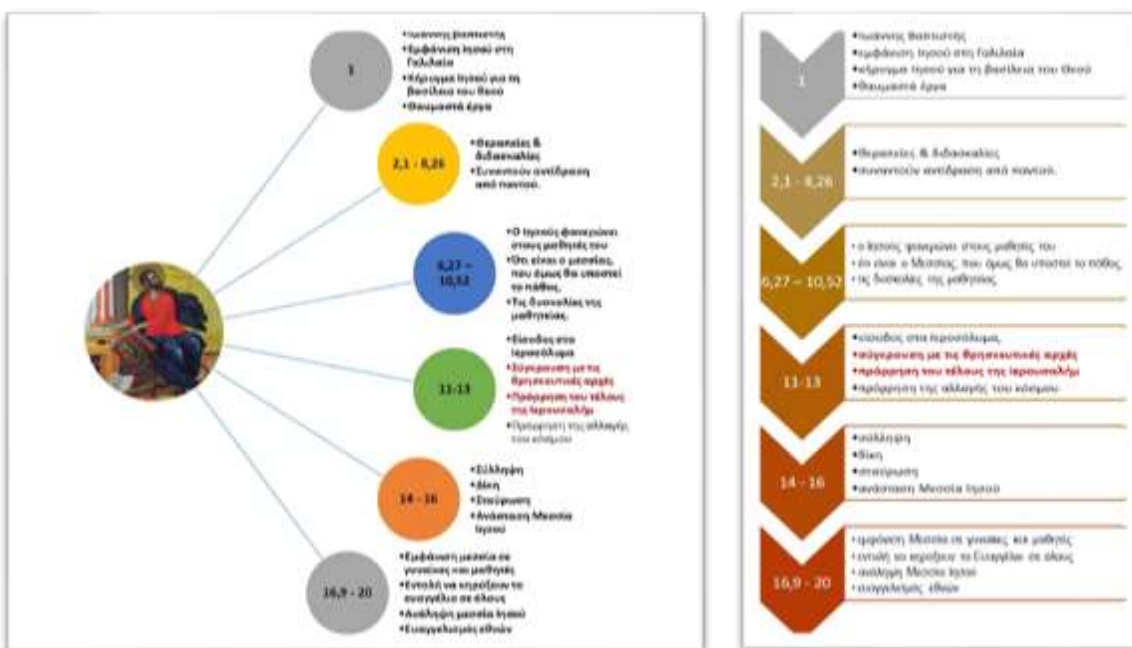 1
•Ιωάννης Βαπτιστής
•Εμφάνιση Ιησού στη
Γαλιλαία
•Κήρυγμα Ιησού για τη
βασίλεια του Θεού
•Θαυμαστά έργα
2,1 - 8,26
•Θεραπείες &
διδασκαλίες
•Συναντούν αντίδραση
από παντού.
6,27 –
10,52
•Ο Ιησούς φανερώνει
στους μαθητές του
•Ότι είναι ο μεσσίας,
που όμως θα υποστεί
το πάθος.
•Τις δυσκολίες της
μαθητείας.
11-13
•Είσοδος στα
Ιεροσόλυμα
•Σύγκρουση με τις
θρησκευτικές αρχές
•Πρόρρηση του τέλους
της Ιερουσαλήμ
•Πρόρρηση της αλλαγής
του κόσμου
14 - 16
•Σύλληψη
•Δίκη
•Σταύρωση
•Ανάσταση Μεσσία
Ιησού
16,9 - 20
•Εμφάνιση μεσσία σε
γυναίκες και μαθητές
•Εντολή να κηρύξουν το
ευαγγέλιο σε όλους
•Ανάληψη μεσσία Ιησού
•Ευαγγελισμός εθνών
1
•Ιωάννης Βαπτιστής
•εμφάνιση Ιησού στη Γαλιλαία
•κήρυγμα Ιησού για τη βασίλεια του Θεού
•θαυμαστά έργα
2,1 - 8,26
•θεραπείες & διδασκαλίες
•συναντούν αντίδραση από παντού.
6,27 – 10,52
• ο Ιησούς φανερώνει στους μαθητές του
• ότι είναι ο Μεσσίας, που όμως θα υποστεί το πάθος.
• τις δυσκολίες της μαθητείας.
11-13
•είσοδος στα Ιεροσόλυμα,
•σύγκρουση με τις θρησκευτικές αρχές
•πρόρρηση του τέλους της Ιερουσαλήμ
•πρόρρηση της αλλαγής του κόσμου
14 - 16
•σύλληψη
•δίκη
•σταύρωση
•ανάσταση Μεσσία Ιησού
16,9 - 20
• εμφάνιση Μεσσία σε γυναίκες και μαθητές
• εντολή να κηρύξουν το Ευαγγέλιο σε όλους
• ανάληψη Μεσσία Ιησού
• ευαγγελισμός εθνών